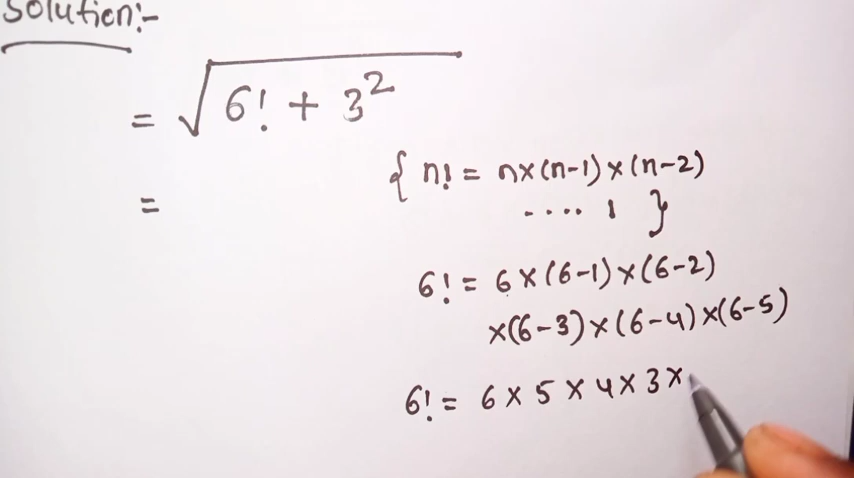 Solution:-
= √(6! + 3²)
{ n! = n×(n-1)×(n-2)
.... 1 }
=
6! = 6×(6-1)×(6-2)
×(6-3)×(6-4)×(6-5)
6! = 6 × 5 × 4 × 3 ×